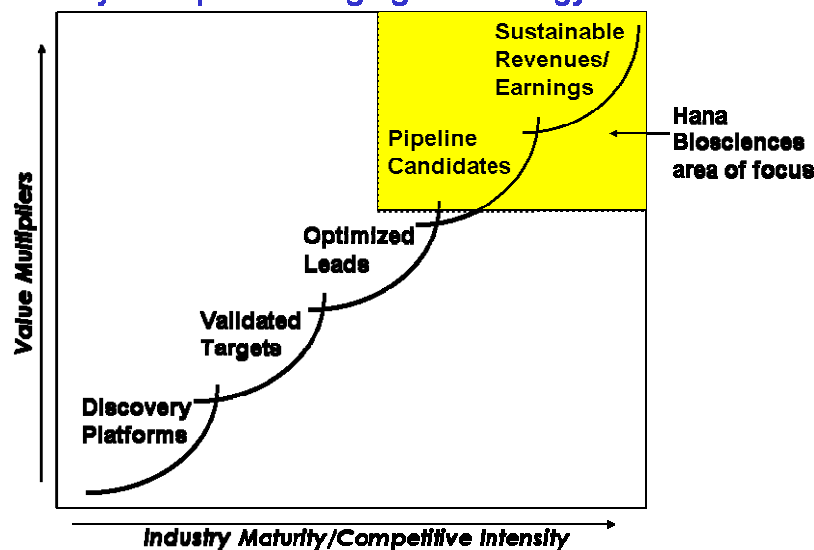 Sustainable
Revenues/
Earnings
Pipeline
Candidates
Hana
Biosciences
area of focus
Optimized
Leads
Validated
Targets
Discovery
Platforms
Value Multipliers
Industry Maturity/Competitive Intensity